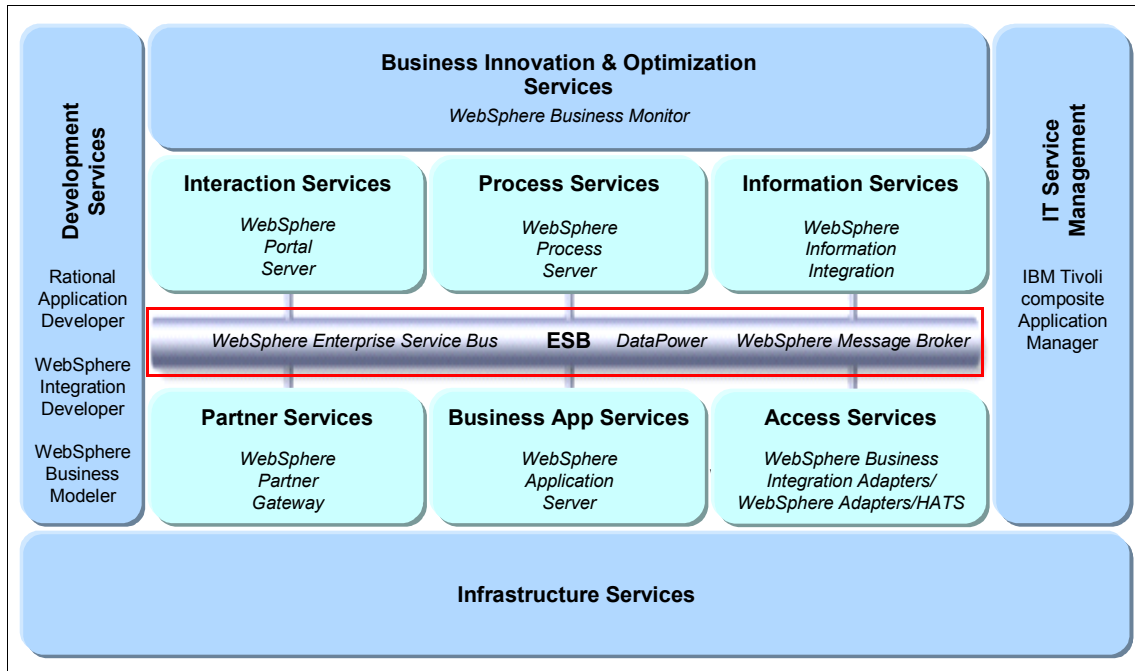 Business Innovation & Optimization
Services
WebSphere Business Monitor
Development
Services
Rational
Application
Developer
WebSphere
Integration
Developer
WebSphere
Business
Modeler
Interaction Services
WebSphere
Portal
Server
Process Services
WebSphere
Process
Server
Information Services
WebSphere
Information
Integration
IT Service
Management
IBM Tivoli
composite
Application
Manager
WebSphere Enterprise Service Bus ESB DataPower WebSphere Message Broker
Partner Services
WebSphere
Partner
Gateway
Business App Services
WebSphere
Application
Server
Access Services
WebSphere Business
Integration Adapters/
WebSphere Adapters/HATS
Infrastructure Services